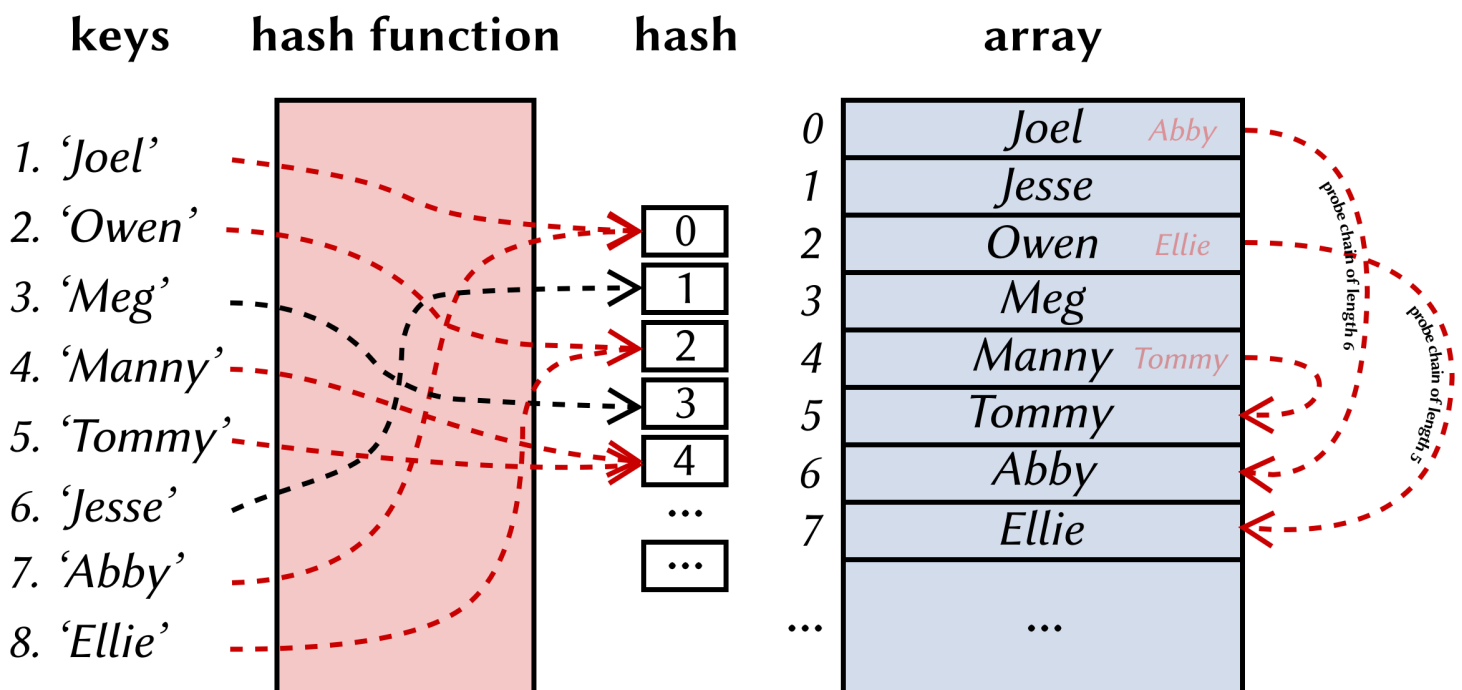 keys hash function hash array
1. ‘Joel’
2. ‘Owen’
3. ‘Meg’
4. ‘Manny’
5. ‘Tommy’
6. ‘Jesse’
7. ‘Abby’
8. ‘Ellie’
0
1
2
3
4
...
...
0 Joel Abby
1 Jesse
2 Owen Ellie
3 Meg
4 Manny Tommy
5 Tommy
6 Abby
7 Ellie
... ...
probe chain of length 6
probe chain of length 5